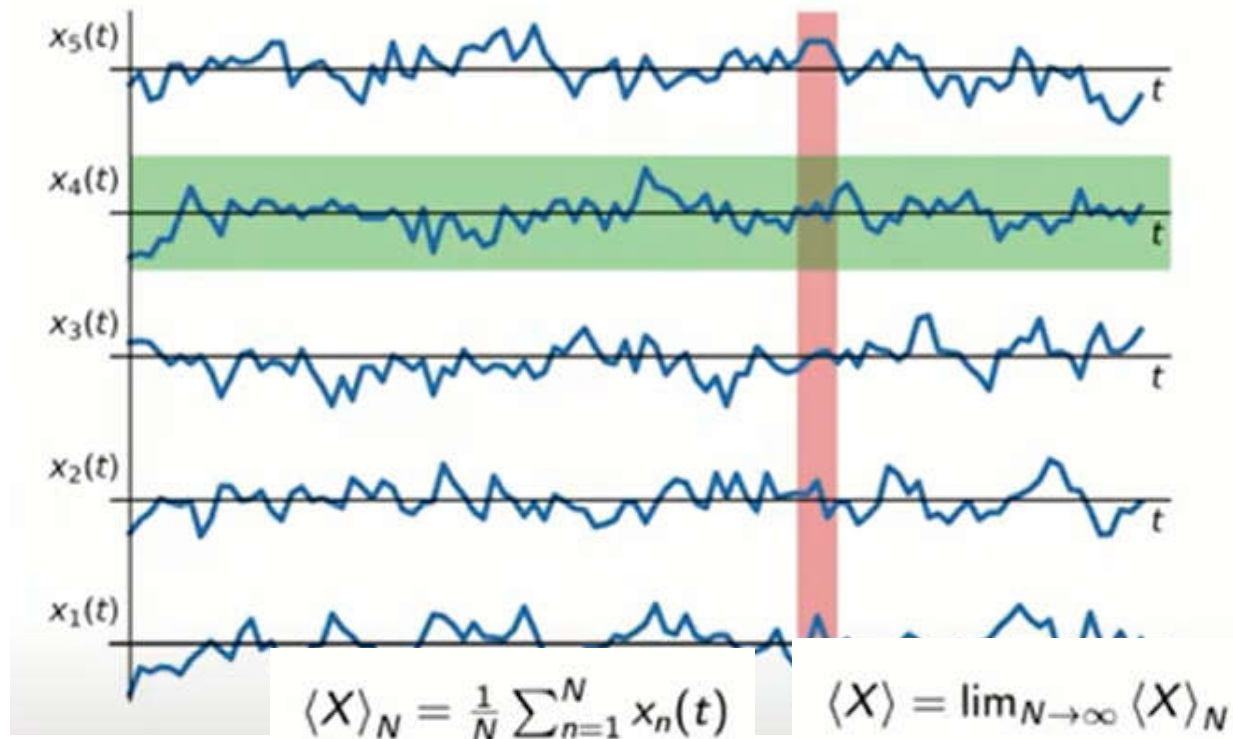 x₅(t)
t
x₄(t)
t
x₃(t)
t
x₂(t)
t
x₁(t)
⟨X⟩_N = 1/N ∑_{n=1}^{N} x_n(t)
⟨X⟩ = lim_{N→∞} ⟨X⟩_N